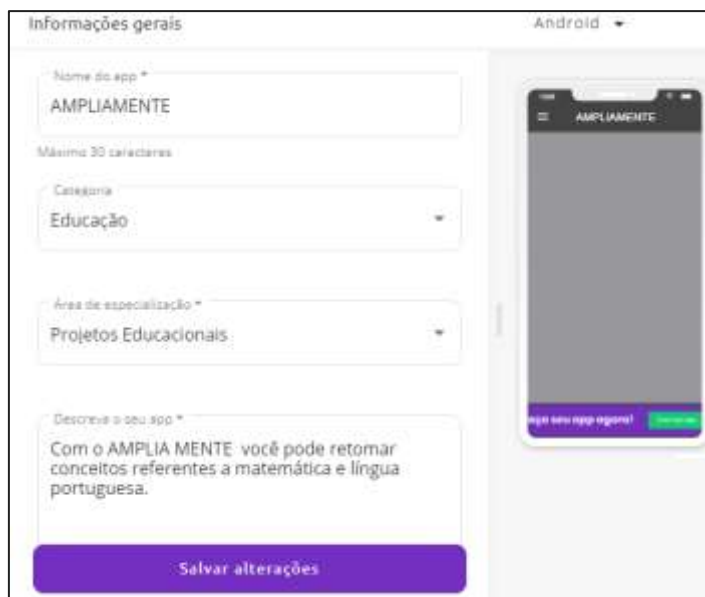 Informações gerais
Android
Nome do app *
AMPLIAMENTE
Máximo 30 caracteres
Categoria
Educação
Área de especialização *
Projetos Educacionais
Descreva o seu app *
Com o AMPLIA MENTE você pode retomar
conceitos referentes a matemática e língua
portuguesa.
Salvar alterações
AMPLIAMENTE
seu app agora!